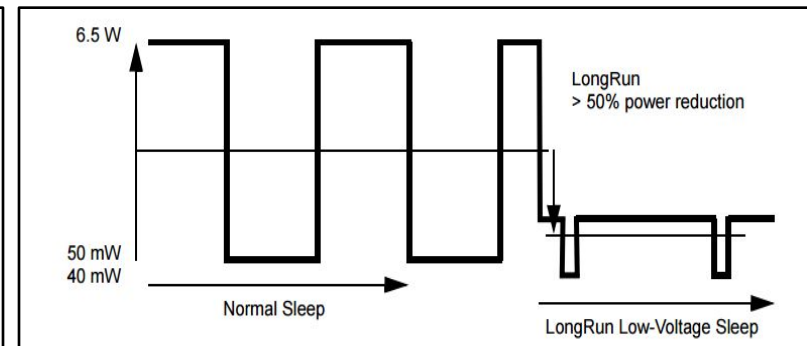 6.5 W
LongRun
> 50% power reduction
50 mW
40 mW
Normal Sleep
LongRun Low-Voltage Sleep